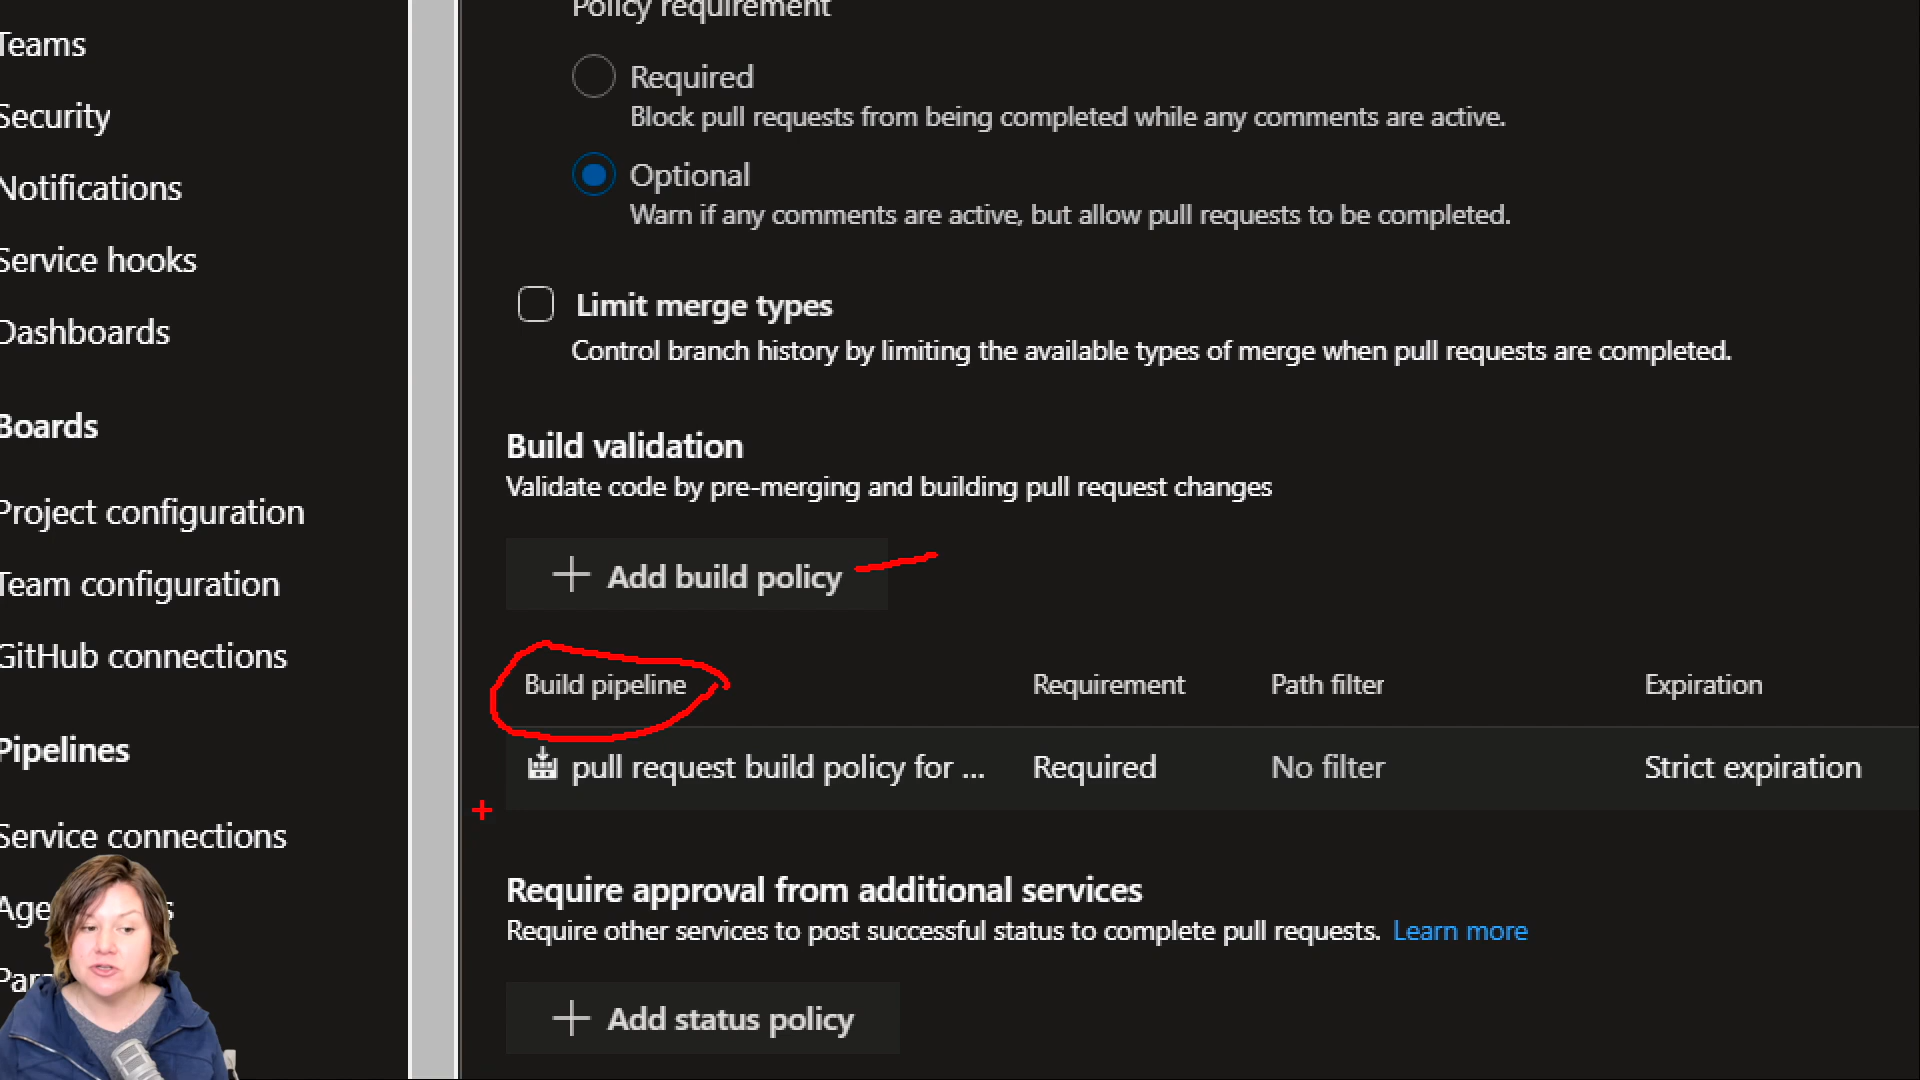 Teams
Security
Notifications
Service hooks
Dashboards
Boards
Project configuration
Team configuration
GitHub connections
Pipelines
Service connections
Policy requirement
Required
Block pull requests from being completed while any comments are active.
Optional
Warn if any comments are active, but allow pull requests to be completed.
Limit merge types
Control branch history by limiting the available types of merge when pull requests are completed.
Build validation
Validate code by pre-merging and building pull request changes
+ Add build policy
Build pipeline Requirement Path filter Expiration
pull request build policy for ... Required No filter Strict expiration
Require approval from additional services
Require other services to post successful status to complete pull requests. Learn more
+ Add status policy